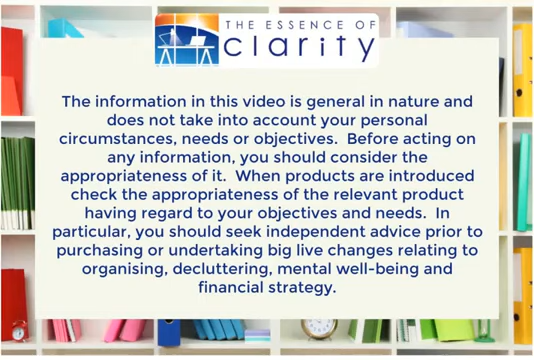 THE ESSENCE OF
clarity
The information in this video is general in nature and
does not take into account your personal
circumstances, needs or objectives.  Before acting on
any information, you should consider the
appropriateness of it.  When products are introduced
check the appropriateness of the relevant product
having regard to your objectives and needs.  In
particular, you should seek independent advice prior to
purchasing or undertaking big live changes relating to
organising, decluttering, mental well-being and
financial strategy.